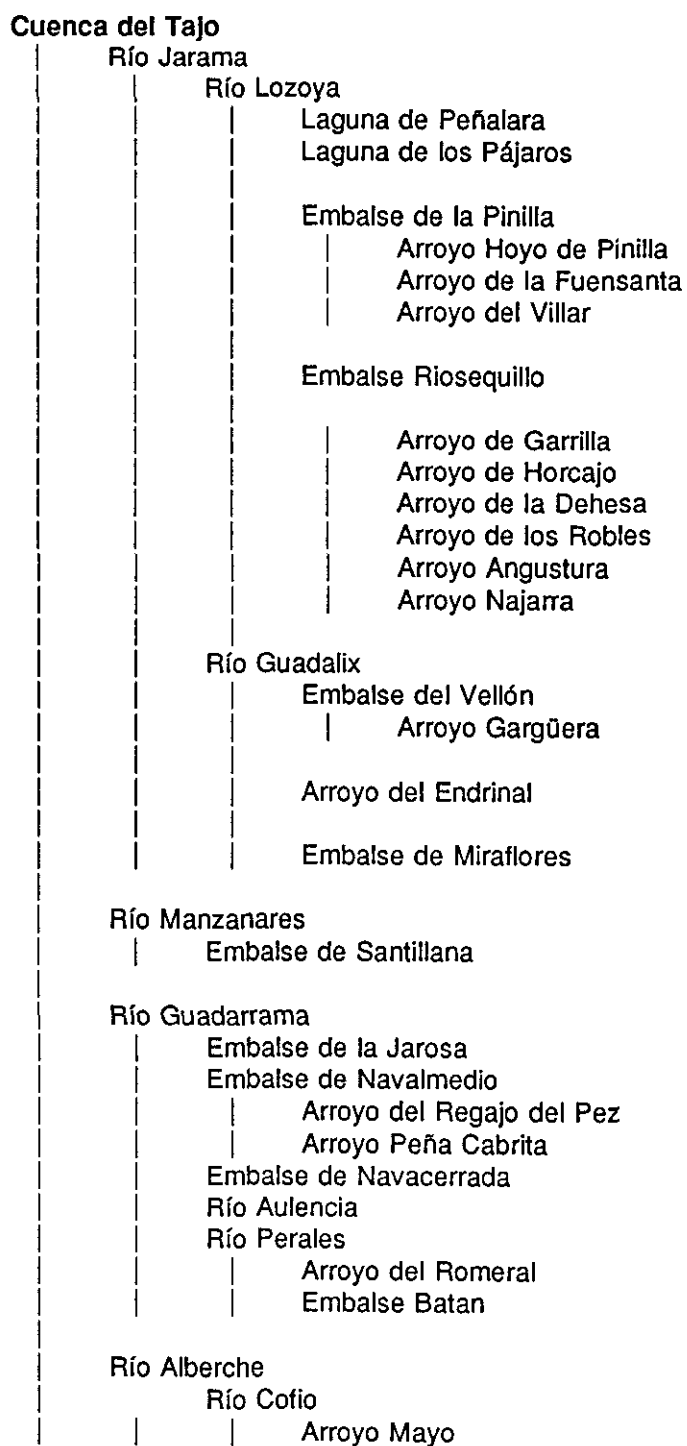 Cuenca del Tajo
Río Jarama
Río Lozoya
Laguna de Peñalara
Laguna de los Pájaros
Embalse de la Pinilla
Arroyo Hoyo de Pinilla
Arroyo de la Fuensanta
Arroyo del Villar
Embalse Riosequillo
Arroyo de Garrilla
Arroyo de Horcajo
Arroyo de la Dehesa
Arroyo de los Robles
Arroyo Angustura
Arroyo Najarra
Río Guadalix
Embalse del Vellón
Arroyo Gargüera
Arroyo del Endrinal
Embalse de Miraflores
Río Manzanares
Embalse de Santillana
Río Guadarrama
Embalse de la Jarosa
Embalse de Navalmedio
Arroyo del Regajo del Pez
Arroyo Peña Cabrita
Embalse de Navacerrada
Río Aulencia
Río Perales
Arroyo del Romeral
Embalse Batan
Río Alberche
Río Cofio
Arroyo Mayo